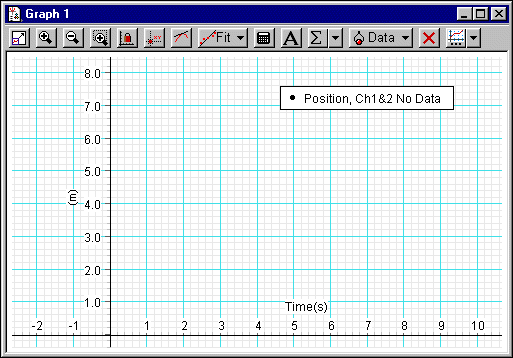 Graph 1
Fit
A
Σ
Data
8.0
Position, Ch1&2 No Data
7.0
6.0
5.0
(m)
4.0
3.0
2.0
1.0
Time(s)
-2 -1 1 2 3 4 5 6 7 8 9 10